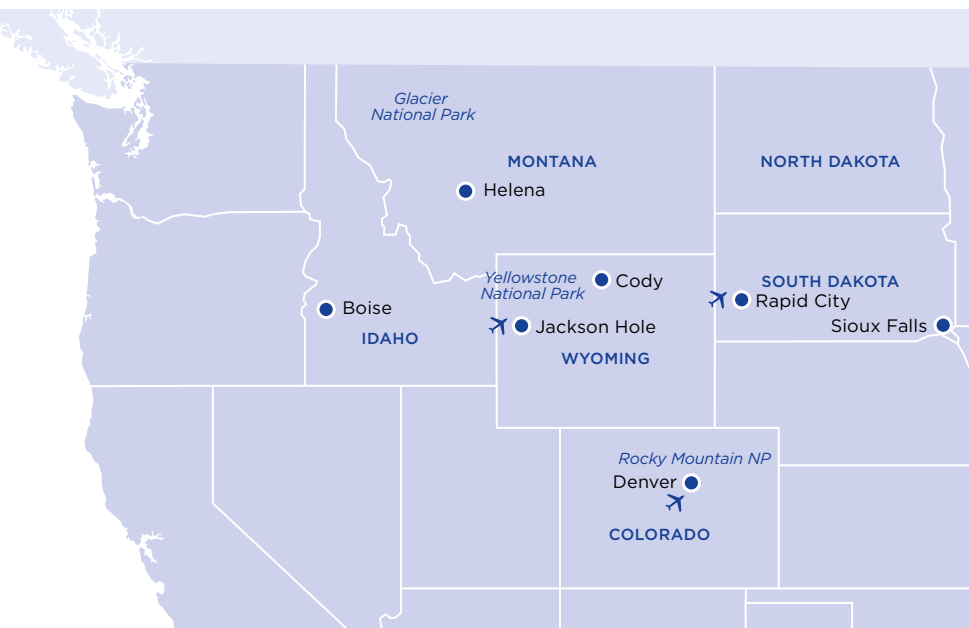 Glacier
National Park
MONTANA
NORTH DAKOTA
Helena
Yellowstone
National Park
Cody
SOUTH DAKOTA
Rapid City
Boise
IDAHO
Jackson Hole
Sioux Falls
WYOMING
Rocky Mountain NP
Denver
COLORADO